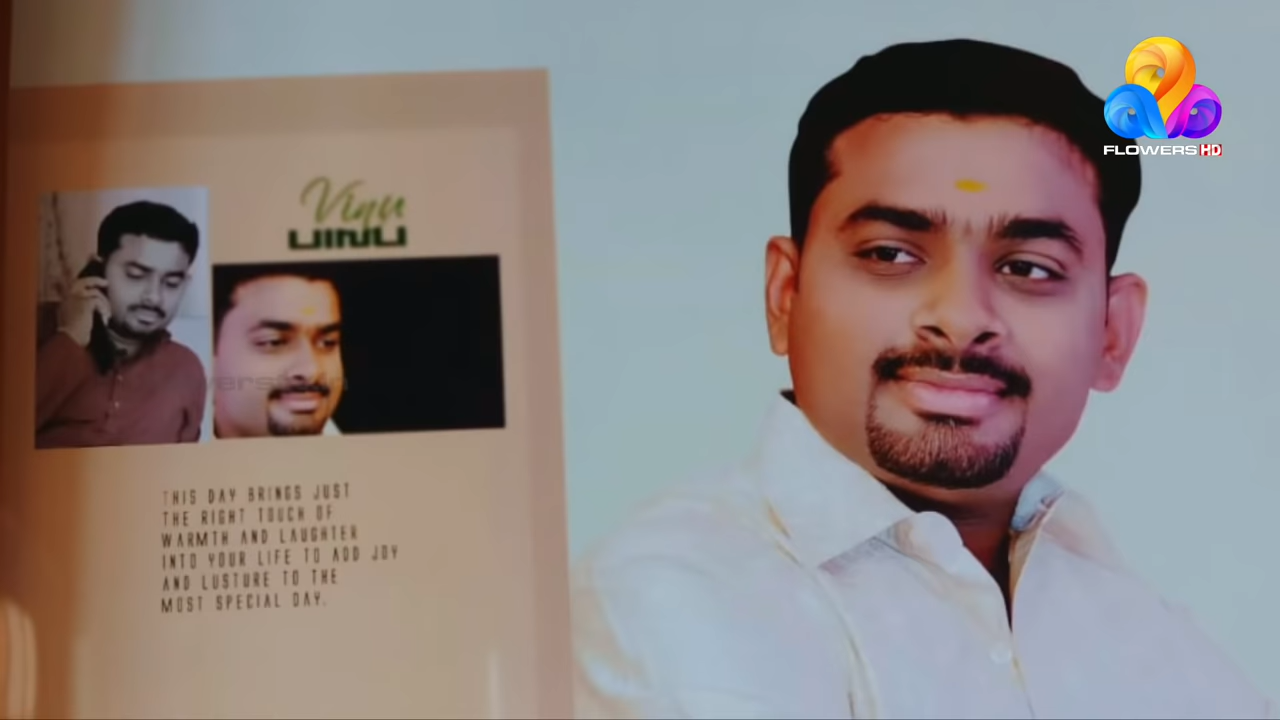 Vinu
VINU
THIS DAY BRINGS JUST
THE RIGHT TOUCH OF
WARMTH AND LAUGHTER
INTO YOUR LIFE TO ADD JOY
AND LUSTURE TO THE
MOST SPECIAL DAY.
FLOWERS HD